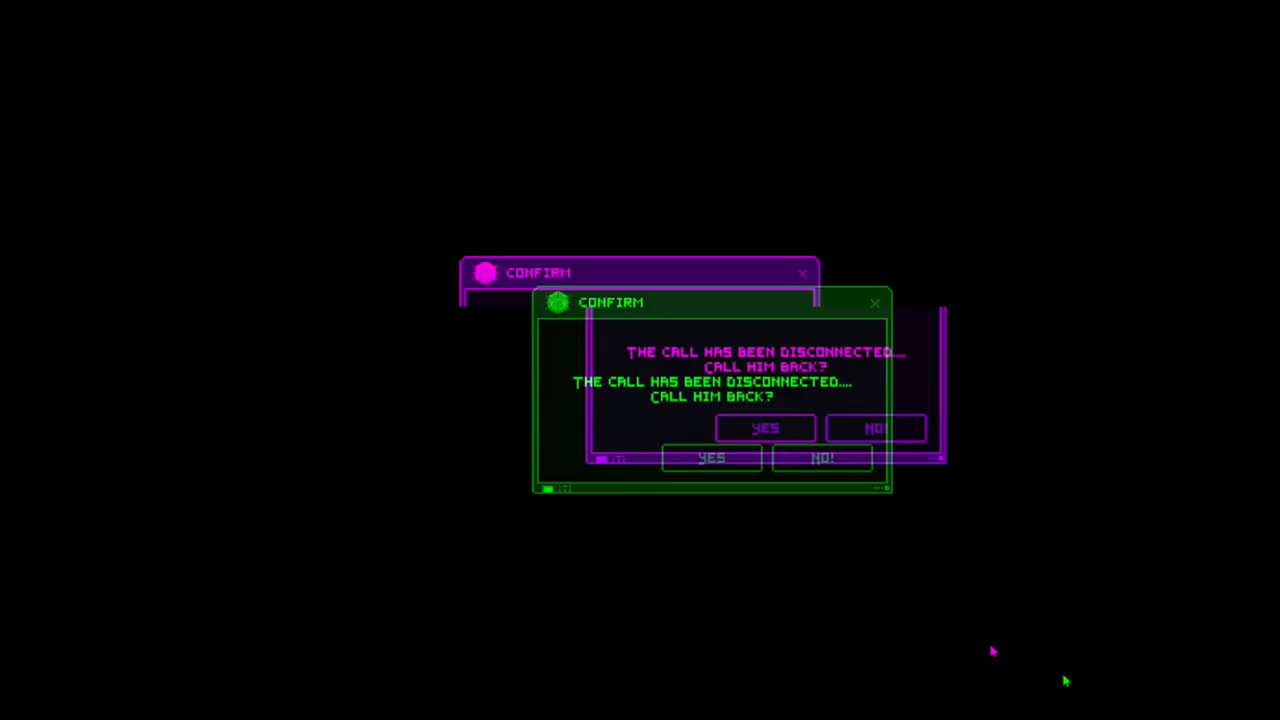 CONFIRM
CONFIRM
THE CALL HAS BEEN DISCONNECTED....
CALL HIM BACK?
THE CALL HAS BEEN DISCONNECTED....
CALL HIM BACK?
YES NO!
YES NO!